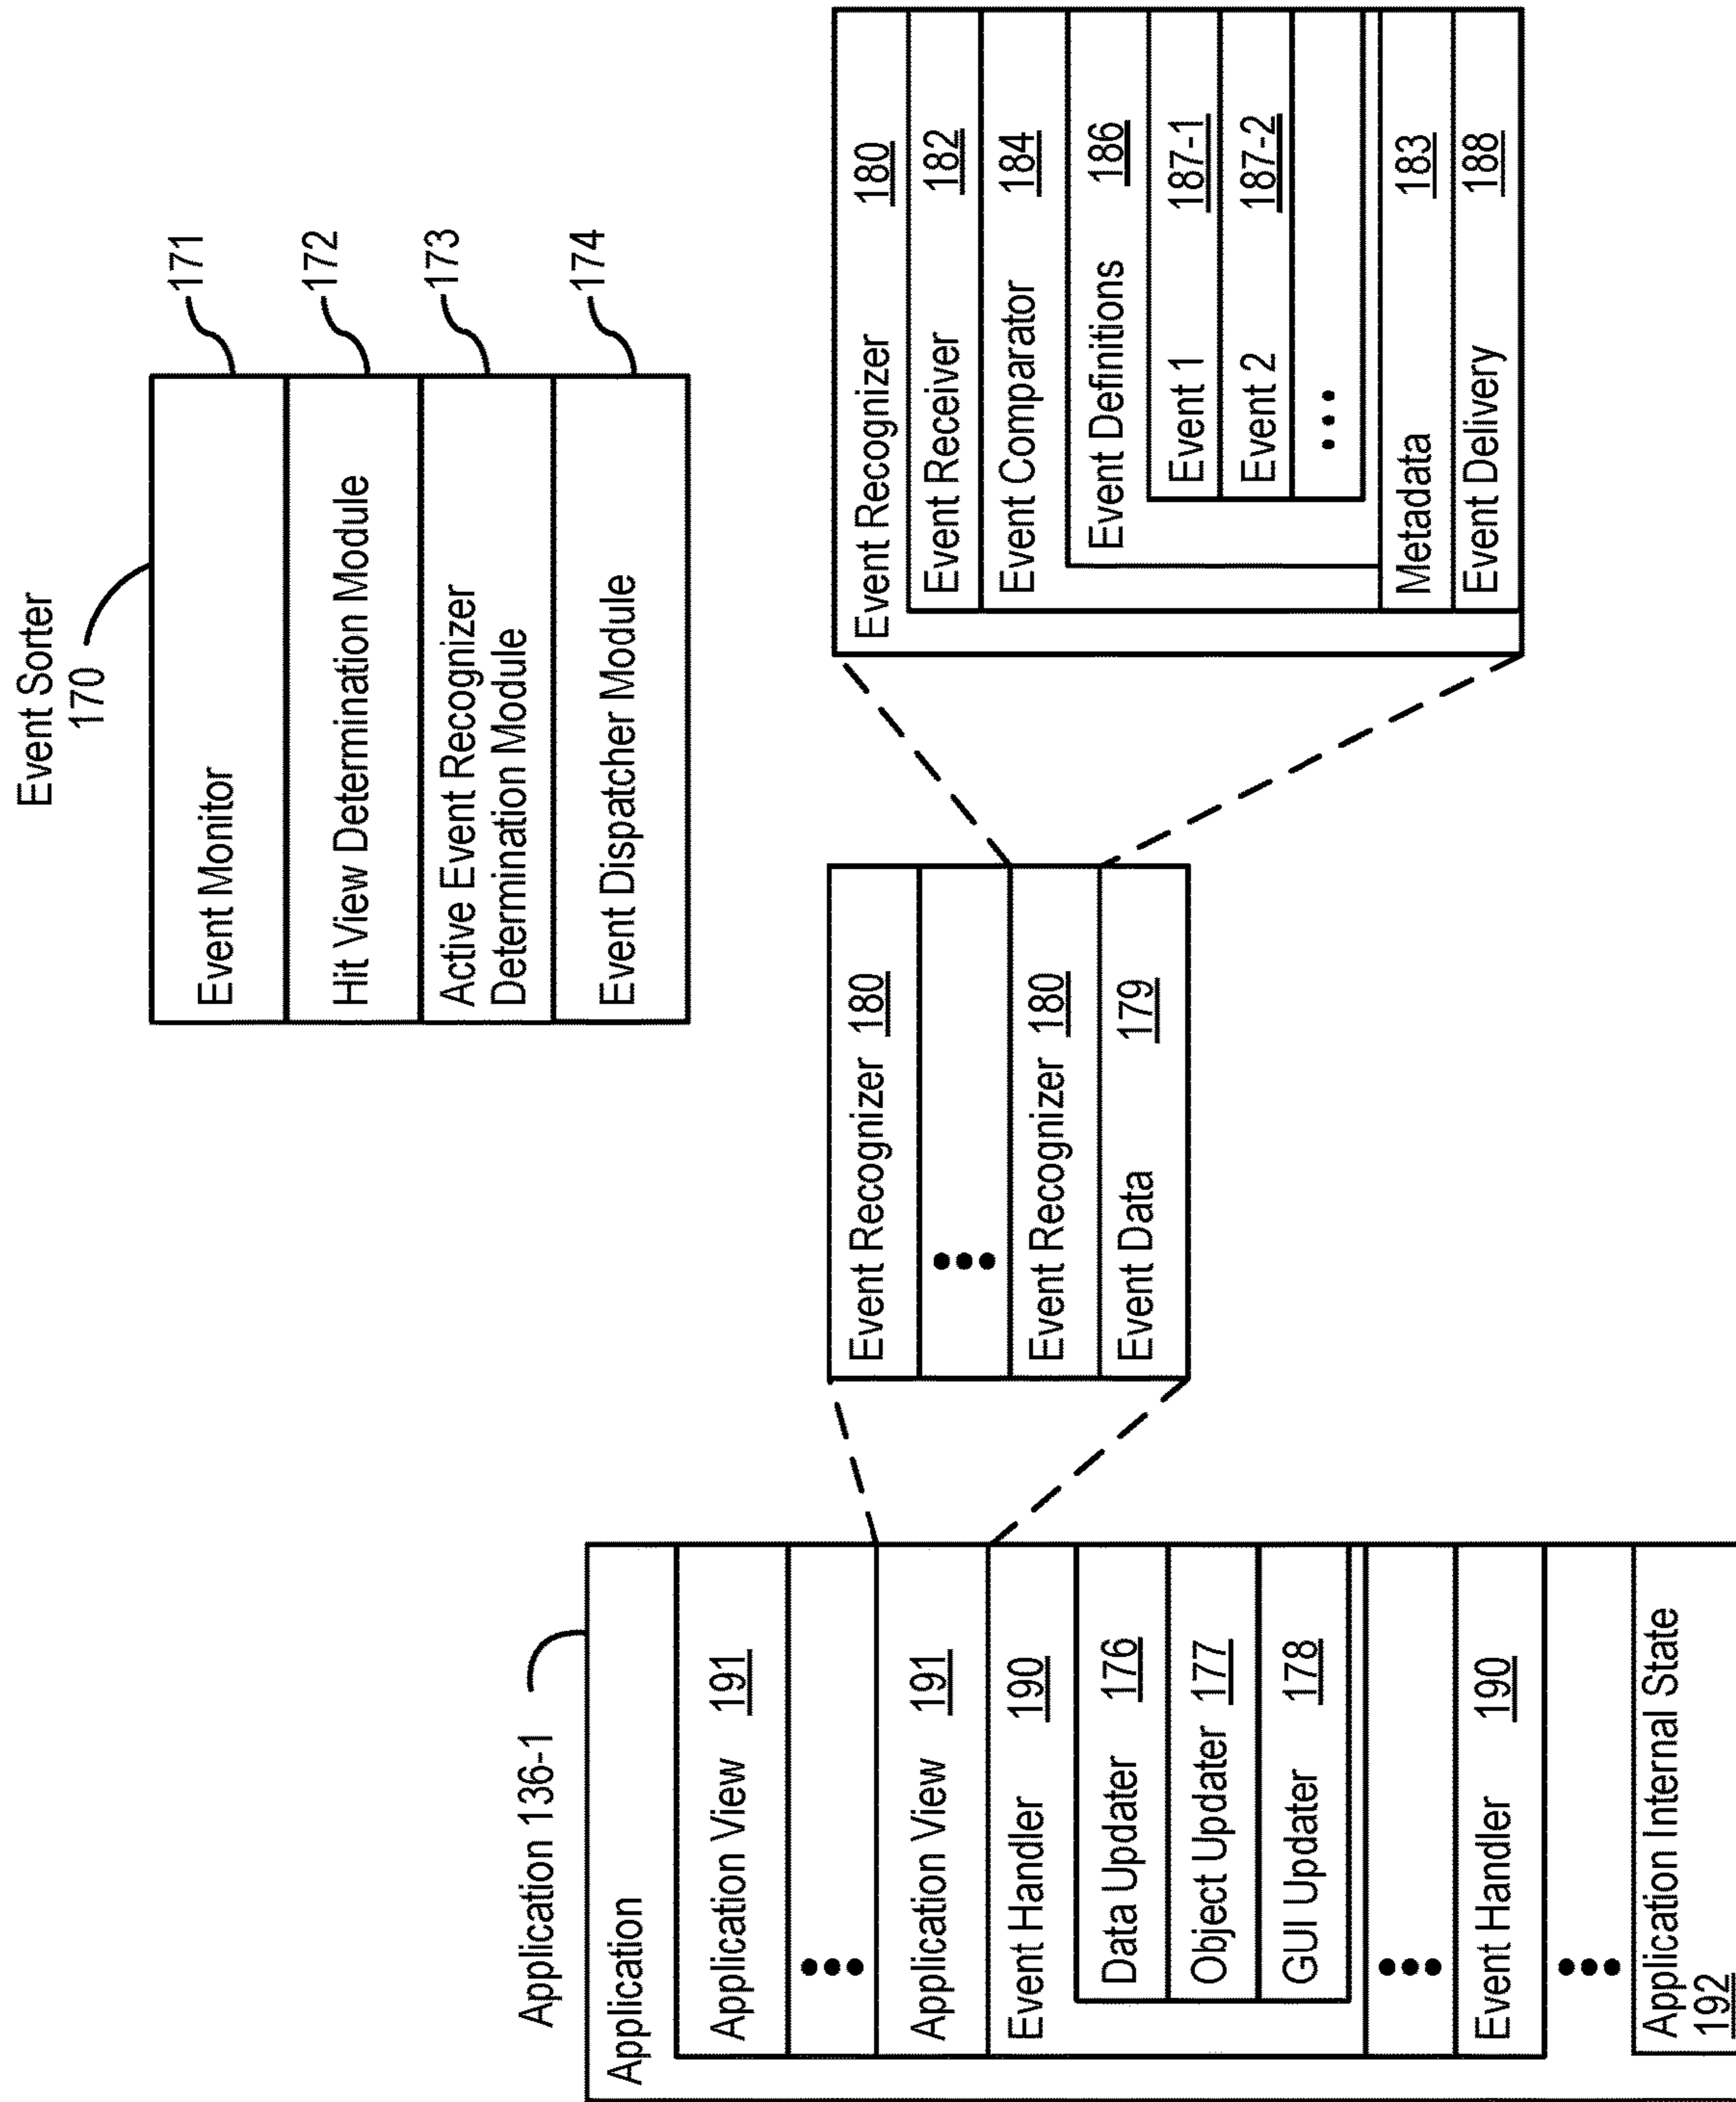 Event Sorter
170
Event Monitor
171
Hit View Determination Module
172
Active Event Recognizer
Determination Module
173
Event Dispatcher Module
174
Application 136-1
Application
Application View 191
•••
Application View 191
Event Handler 190
Data Updater 176
Object Updater 177
GUI Updater 178
•••
Event Handler 190
•••
Application Internal State
192
Event Recognizer 180
•••
Event Recognizer 180
Event Data 179
Event Recognizer 180
Event Receiver 182
Event Comparator 184
Event Definitions 186
Event 1 187-1
Event 2 187-2
•••
Metadata 183
Event Delivery 188